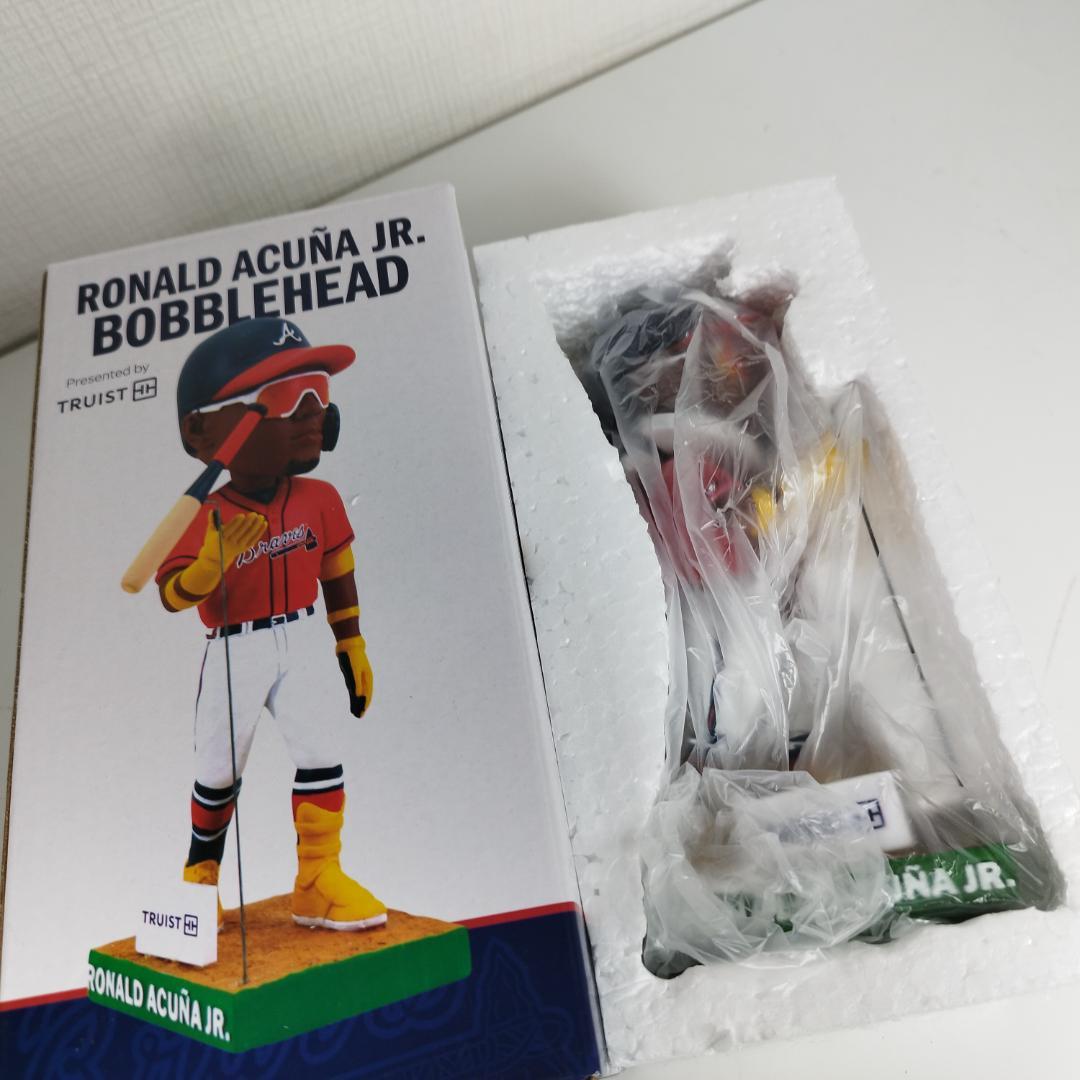 RONALD ACUÑA JR.
BOBBLEHEAD
Presented by
TRUIST
A
Braves
TRUIST
RONALD ACUÑA JR.
UÑA JR.